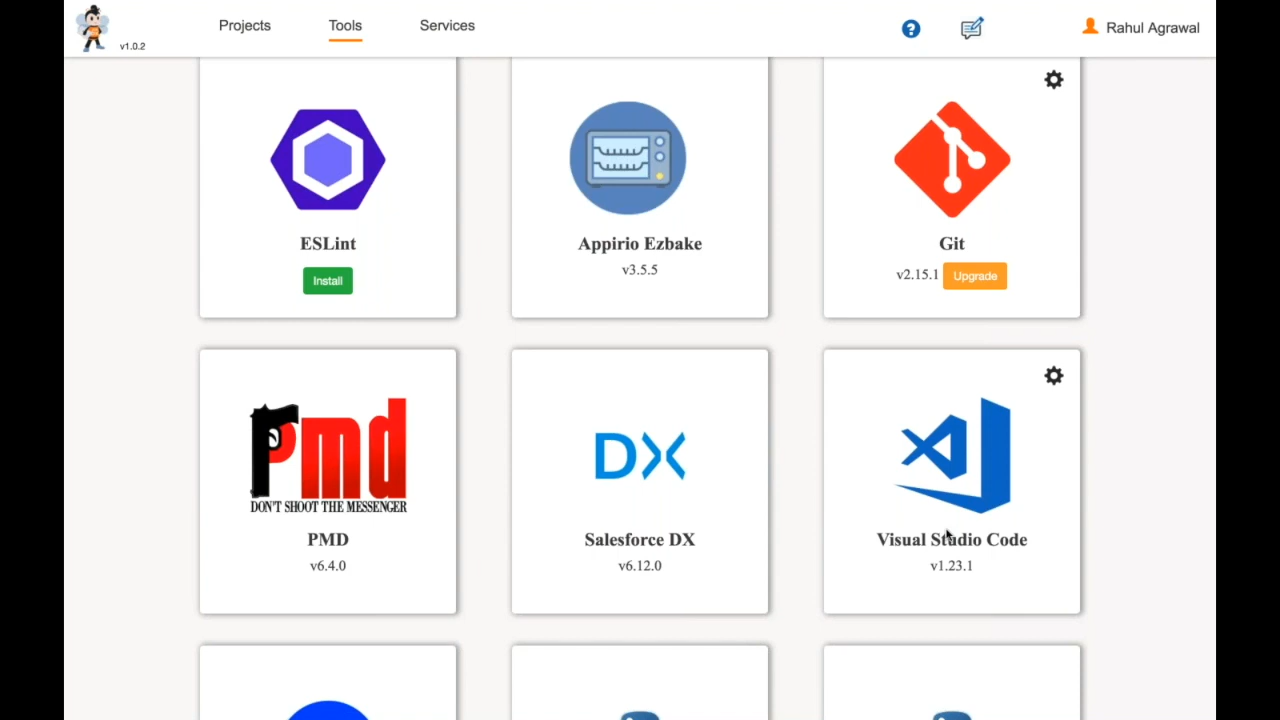 v1.0.2
Projects
Tools
Services
?
Rahul Agrawal
ESLint
Install
Appirio Ezbake
v3.5.5
Git
v2.15.1 Upgrade
Pmd
DON'T SHOOT THE MESSENGER
PMD
v6.4.0
DX
Salesforce DX
v6.12.0
Visual Studio Code
v1.23.1